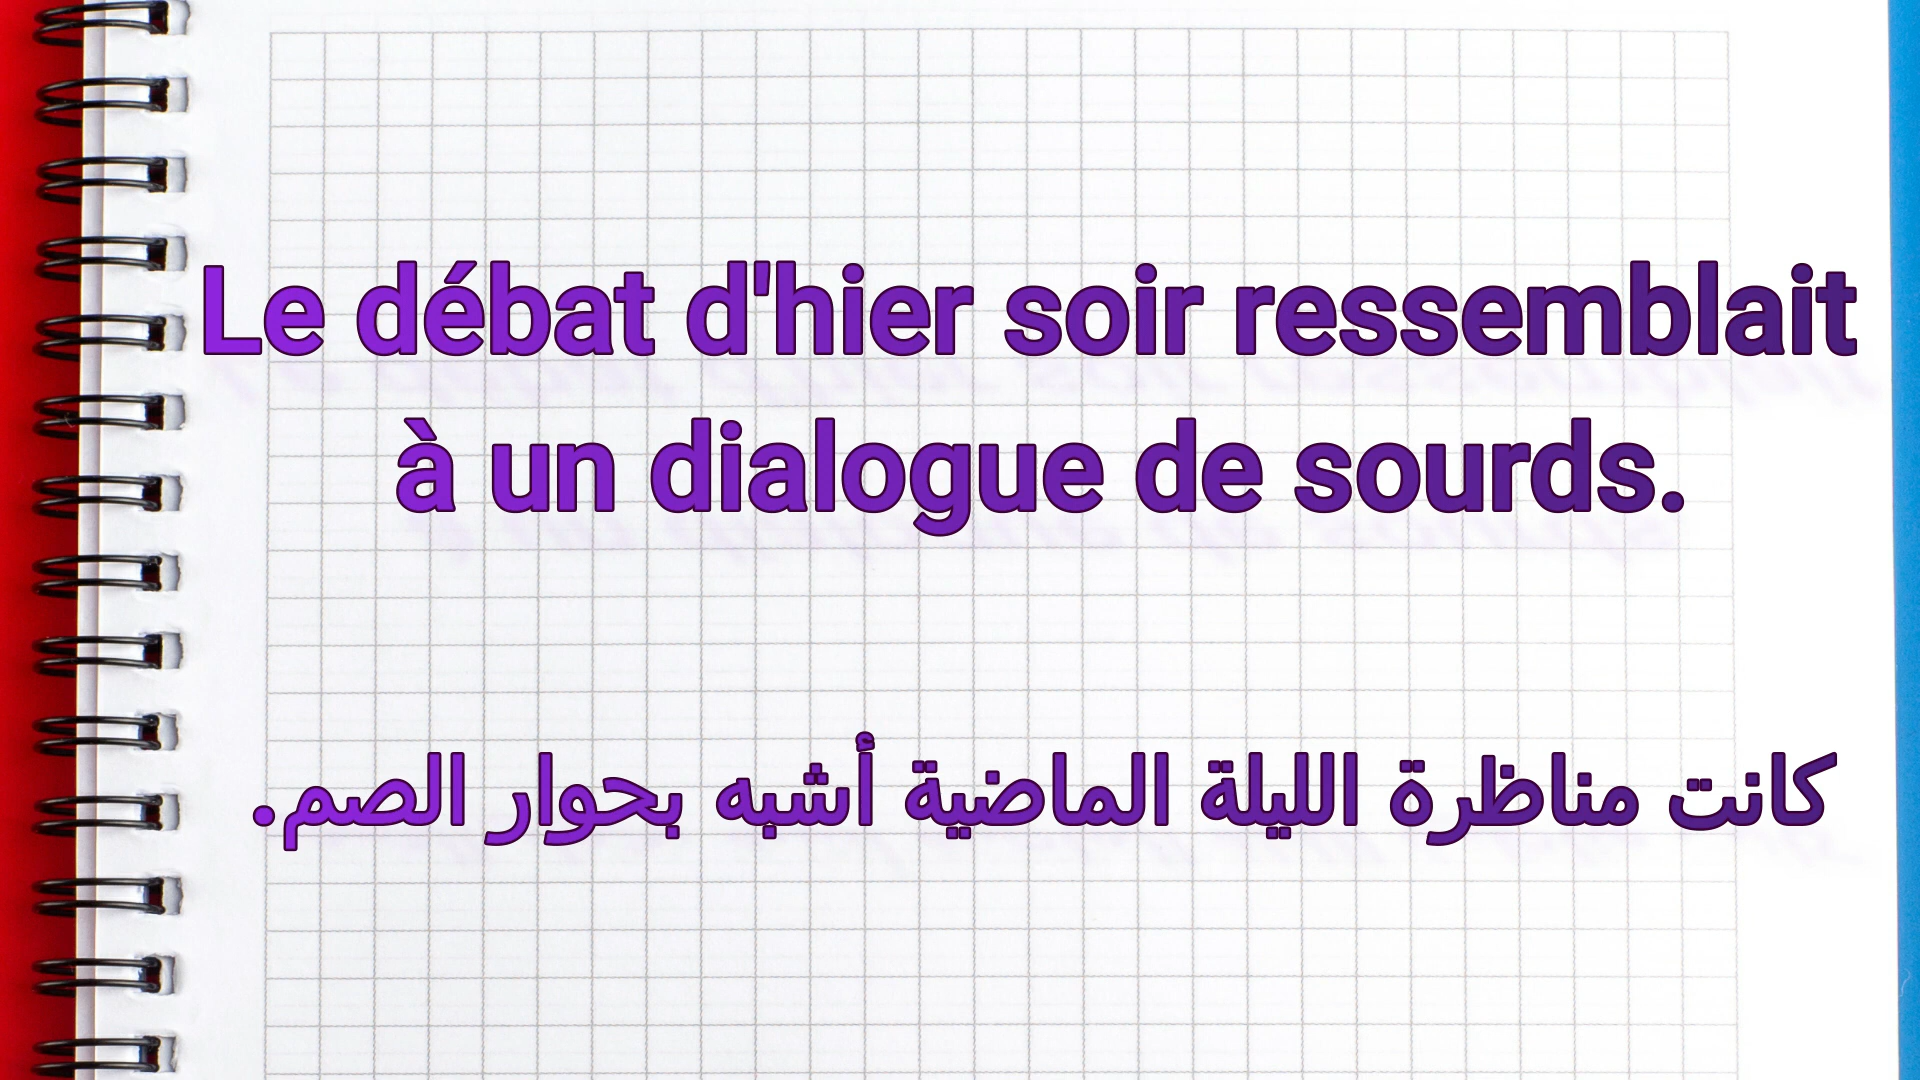 Le débat d'hier soir ressemblait
à un dialogue de sourds.
كانت مناظرة الليلة الماضية أشبه بحوار الصم.